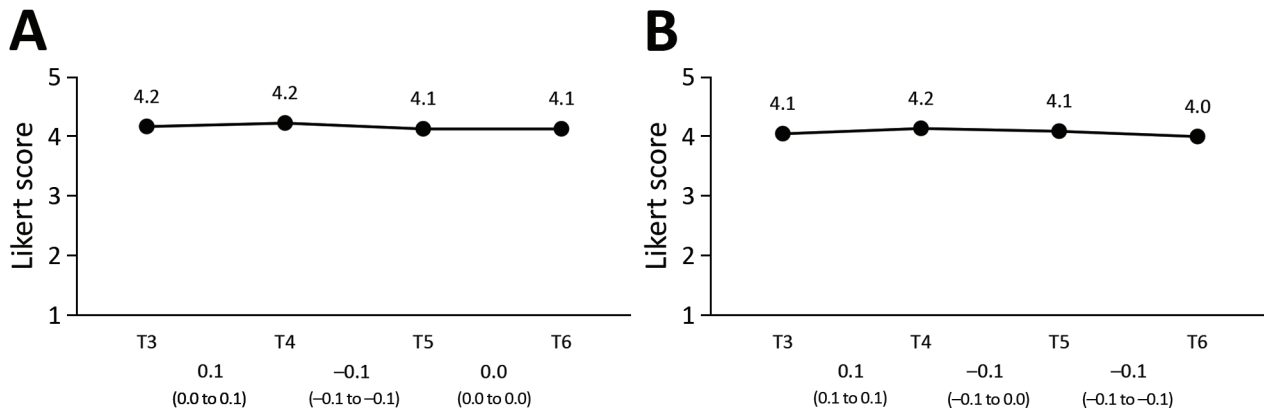 A
Likert score
5
4
3
2
1
4.2
4.2
4.1
4.1
T3
T4
T5
T6
0.1
–0.1
0.0
(0.0 to 0.1)
(–0.1 to –0.1)
(0.0 to 0.0)
B
Likert score
5
4
3
2
1
4.1
4.2
4.1
4.0
T3
T4
T5
T6
0.1
–0.1
–0.1
(0.1 to 0.1)
(–0.1 to 0.0)
(–0.1 to –0.1)